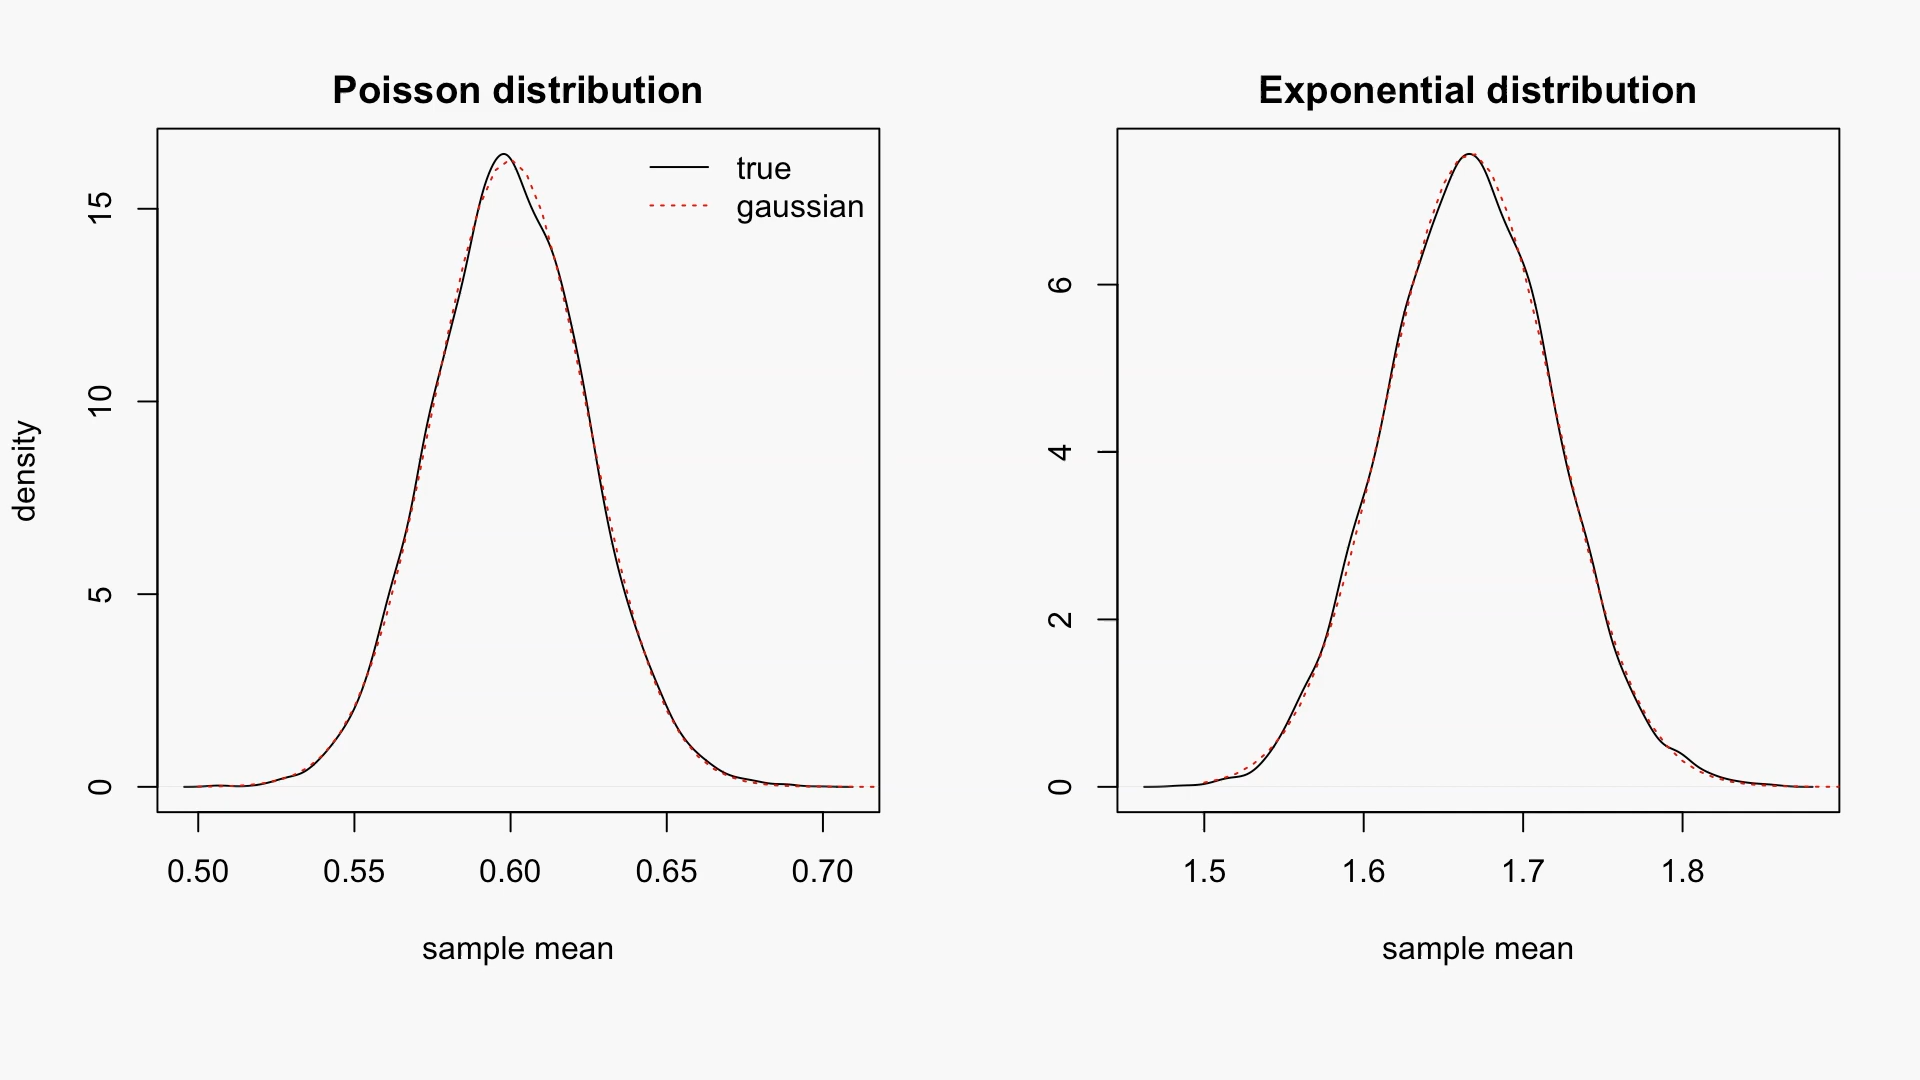 Poisson distribution
true
gaussian
density
15
10
5
0
0.50 0.55 0.60 0.65 0.70
sample mean
Exponential distribution
6
4
2
0
1.5 1.6 1.7 1.8
sample mean